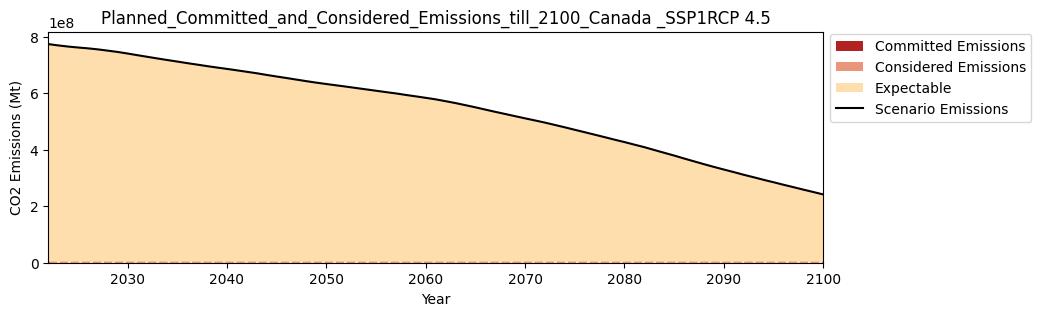 Planned_Committed_and_Considered_Emissions_till_2100_Canada _SSP1RCP 4.5
1e8
8
6
4
2
0
CO2 Emissions (Mt)
2030 2040 2050 2060 2070 2080 2090 2100
Year
Committed Emissions
Considered Emissions
Expectable
Scenario Emissions